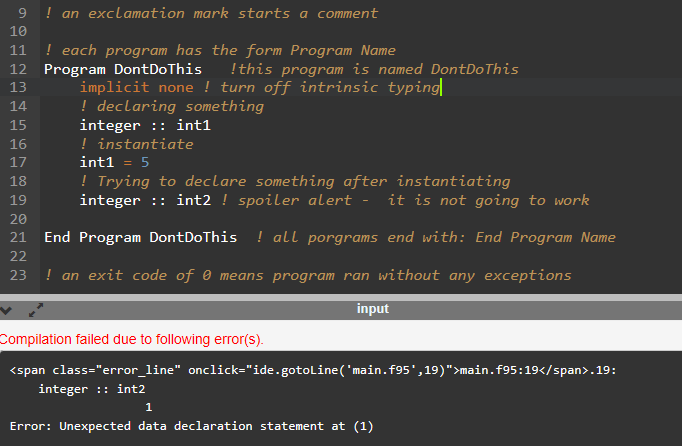 9 ! an exclamation mark starts a comment
10
11 ! each program has the form Program Name
12 Program DontDoThis !this program is named DontDoThis
13 implicit none ! turn off intrinsic typing
14 ! declaring something
15 integer :: int1
16 ! instantiate
17 int1 = 5
18 ! Trying to declare something after instantiating
19 integer :: int2 ! spoiler alert - it is not going to work
20
21 End Program DontDoThis ! all porgrams end with: End Program Name
22
23 ! an exit code of 0 means program ran without any exceptions
input
Compilation failed due to following error(s).
<span class="error_line" onclick="ide.gotoLine('main.f95',19)">main.f95:19</span>.19:
integer :: int2
1
Error: Unexpected data declaration statement at (1)